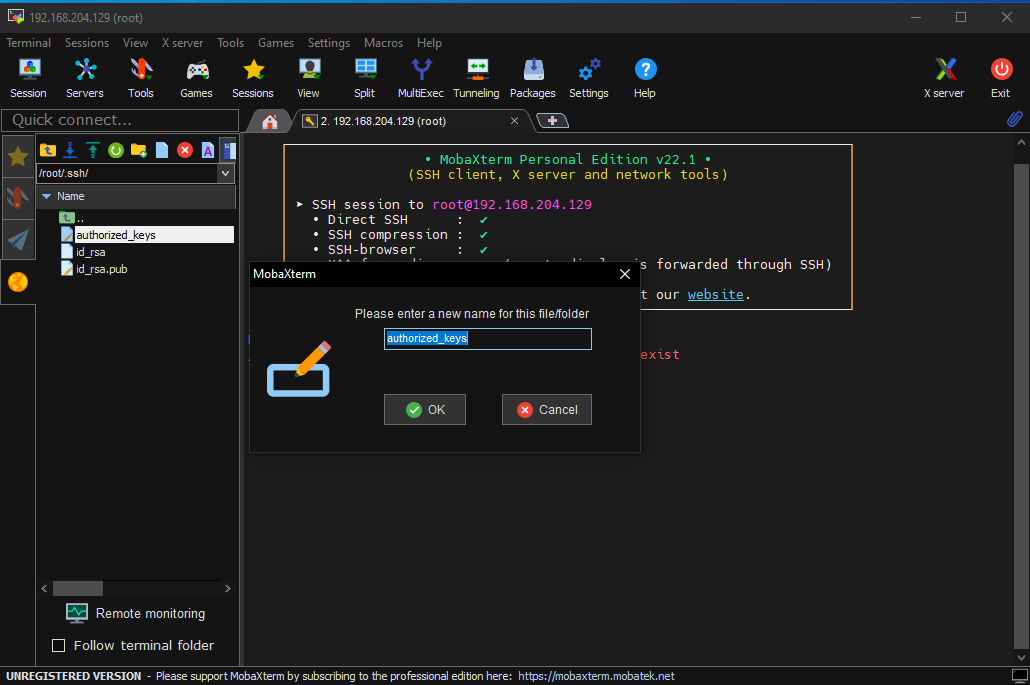 192.168.204.129 (root)
Terminal Sessions View X server Tools Games Settings Macros Help
Session Servers Tools Games Sessions View Split MultiExec Tunneling Packages Settings Help X server Exit
Quick connect...
2. 192.168.204.129 (root)
/root/.ssh/
Name
..
authorized_keys
id_rsa
id_rsa.pub
• MobaXterm Personal Edition v22.1 •
(SSH client, X server and network tools)
➤ SSH session to root@192.168.204.129
• Direct SSH : ✔
• SSH compression : ✔
• SSH-browser : ✔
s forwarded through SSH)
t our website.
exist
MobaXterm
Please enter a new name for this file/folder
authorized_keys
OK Cancel
Remote monitoring
Follow terminal folder
UNREGISTERED VERSION - Please support MobaXterm by subscribing to the professional edition here: https://mobaxterm.mobatek.net